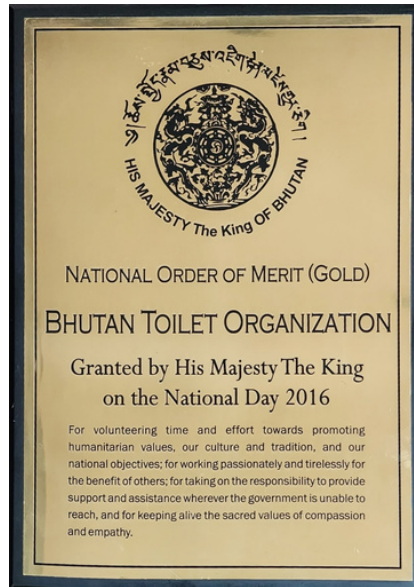 HIS MAJESTY The King OF BHUTAN
NATIONAL ORDER OF MERIT (GOLD)
BHUTAN TOILET ORGANIZATION
Granted by His Majesty The King
on the National Day 2016
For volunteering time and effort towards promoting
humanitarian values, our culture and tradition, and our
national objectives; for working passionately and tirelessly for
the benefit of others; for taking on the responsibility to provide
support and assistance wherever the government is unable to
reach, and for keeping alive the sacred values of compassion
and empathy.